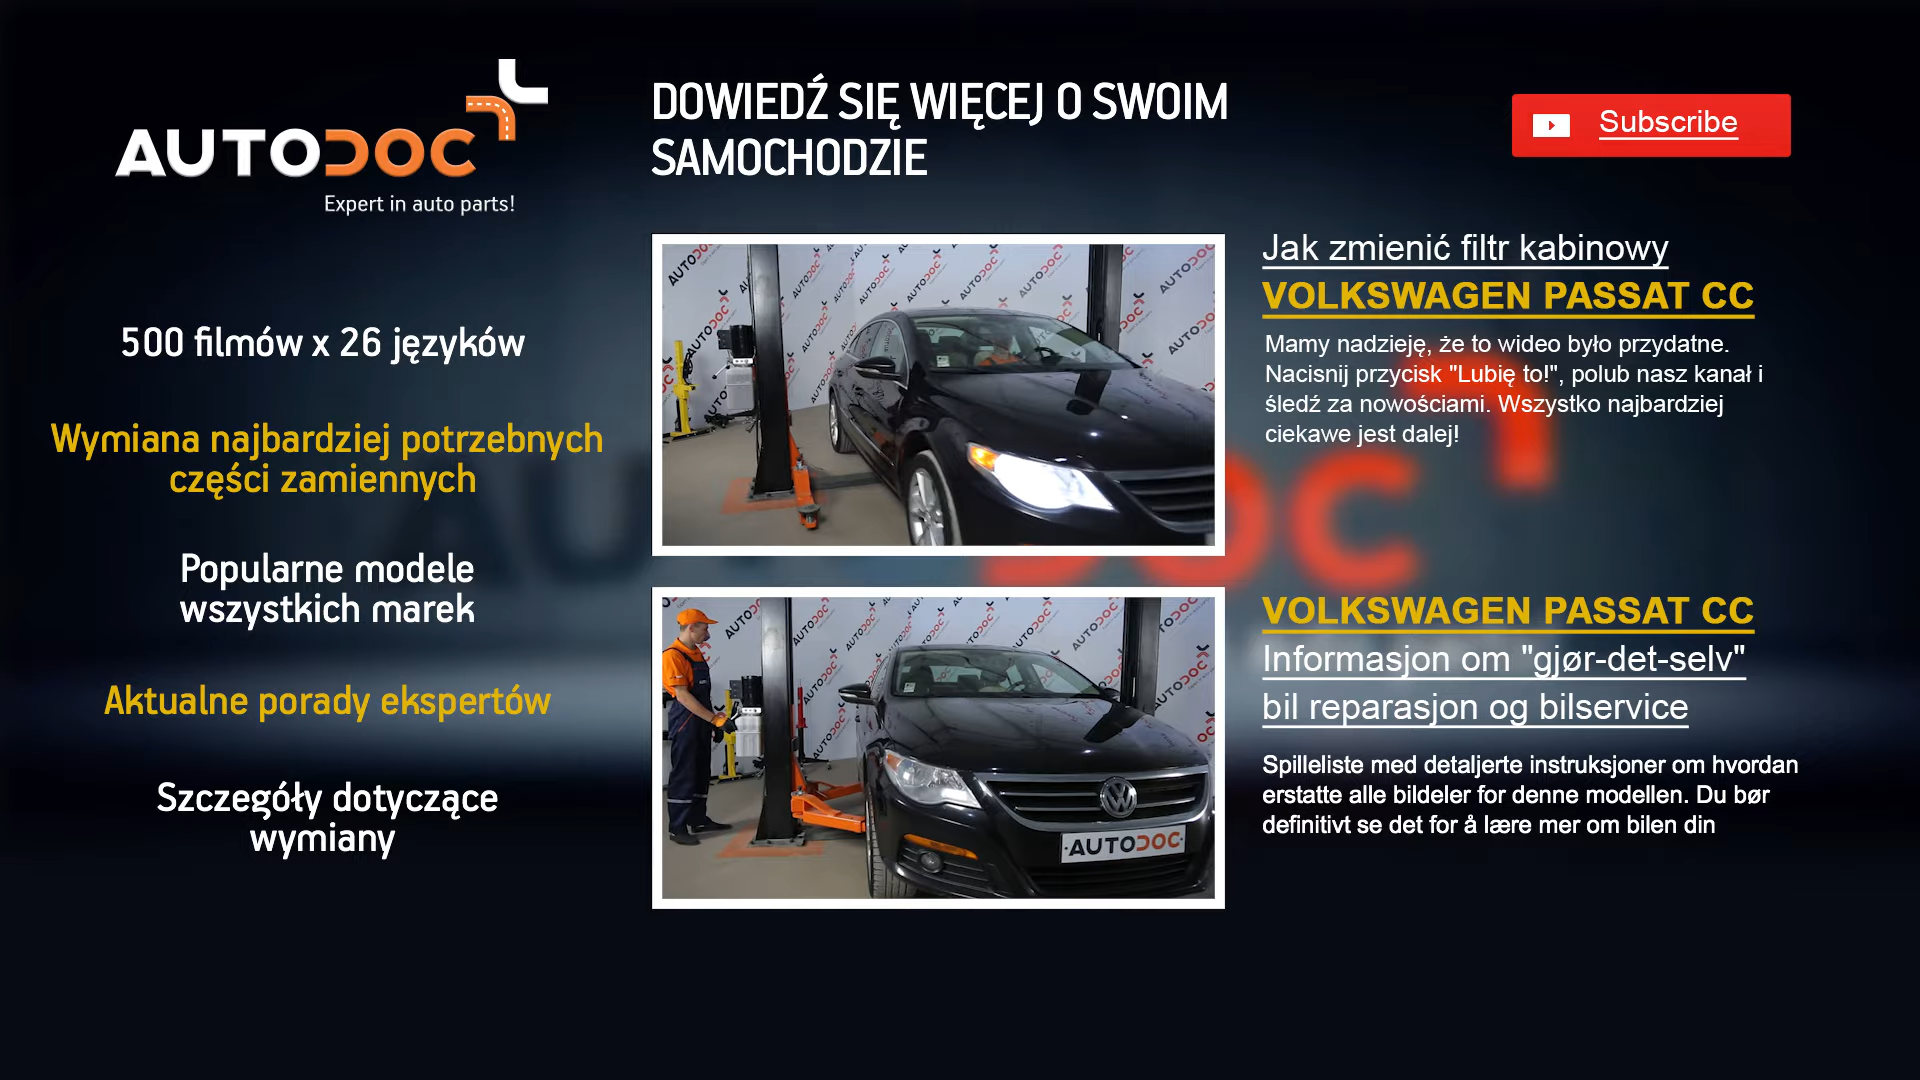 AUTODOC
Expert in auto parts!
DOWIEDŹ SIĘ WIĘCEJ O SWOIM
SAMOCHODZIE
Subscribe
500 filmów x 26 języków
Wymiana najbardziej potrzebnych
części zamiennych
Popularne modele
wszystkich marek
Aktualne porady ekspertów
Szczegóły dotyczące
wymiany
Jak zmienić filtr kabinowy
VOLKSWAGEN PASSAT CC
Mamy nadzieję, że to wideo było przydatne.
Nacisnij przycisk "Lubię to!", polub nasz kanał i
śledź za nowościami. Wszystko najbardziej
ciekawe jest dalej!
VOLKSWAGEN PASSAT CC
Informasjon om "gjør-det-selv"
bil reparasjon og bilservice
Spilleliste med detaljerte instruksjoner om hvordan
erstatte alle bildeler for denne modellen. Du bør
definitivt se det for å lære mer om bilen din
AUTODOC